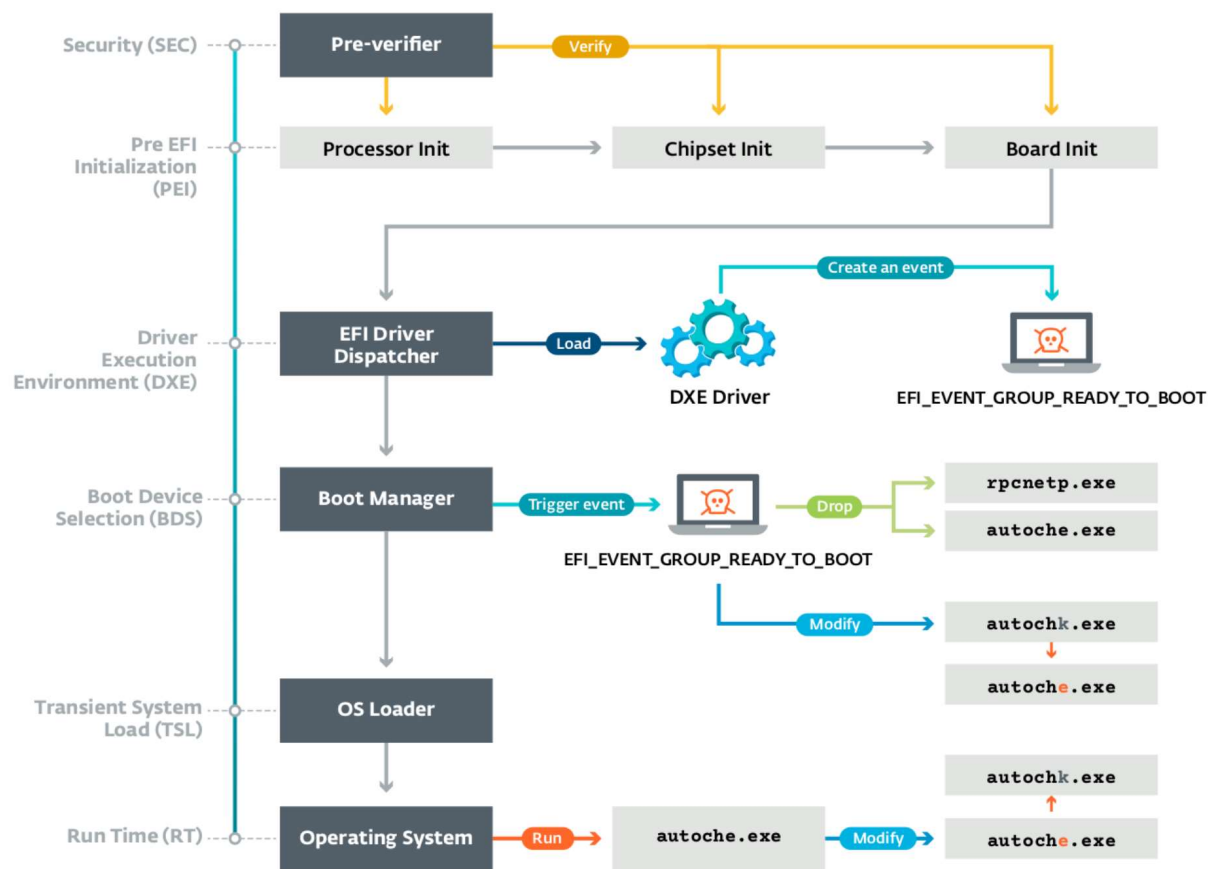 Security (SEC)
Pre-verifier
Verify
Pre EFI
Initialization
(PEI)
Processor Init
Chipset Init
Board Init
Create an event
Driver
Execution
Environment (DXE)
EFI Driver
Dispatcher
Load
DXE Driver
EFI_EVENT_GROUP_READY_TO_BOOT
Boot Device
Selection (BDS)
Boot Manager
Trigger event
EFI_EVENT_GROUP_READY_TO_BOOT
Drop
rpcnetp.exe
autoche.exe
Modify
autochk.exe
autoche.exe
Transient System
Load (TSL)
OS Loader
Run Time (RT)
Operating System
Run
autoche.exe
Modify
autochk.exe
autoche.exe